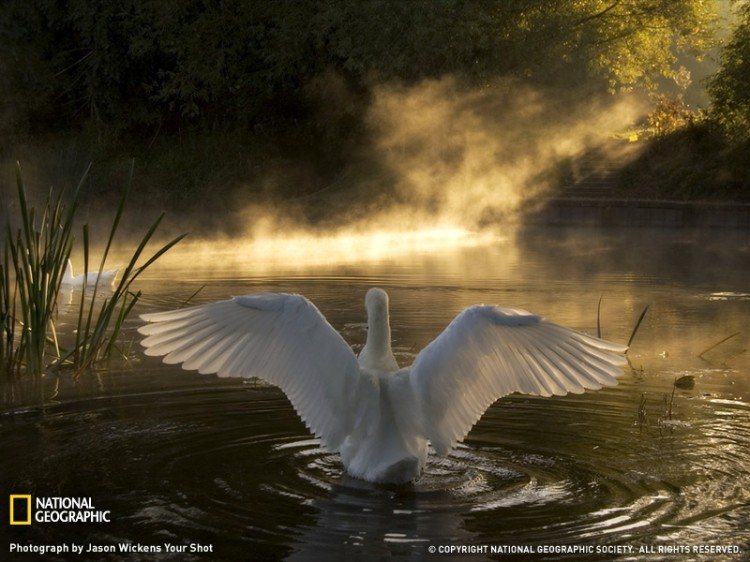 NATIONAL
GEOGRAPHIC
Photograph by Jason Wickens Your Shot
© COPYRIGHT NATIONAL GEOGRAPHIC SOCIETY. ALL RIGHTS RESERVED.